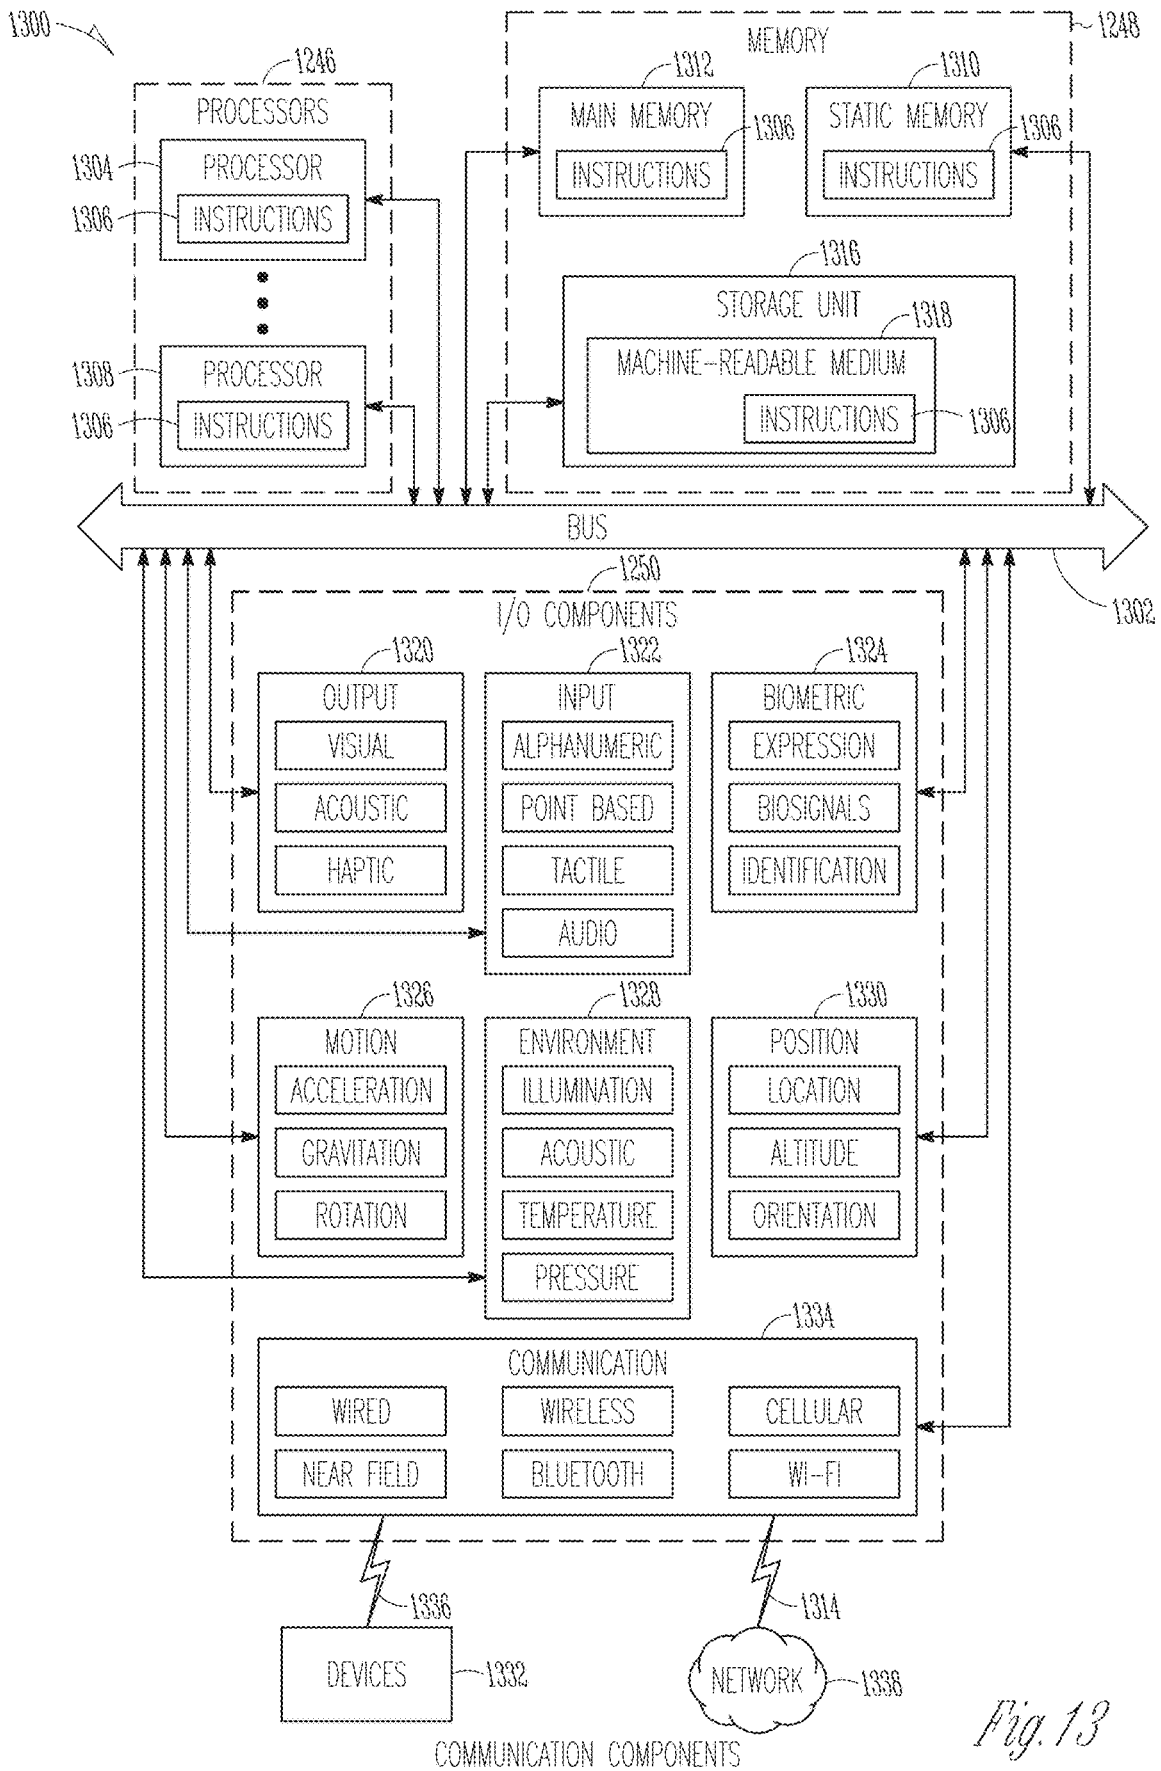 1300
1246
PROCESSORS
1304
PROCESSOR
1306
INSTRUCTIONS
1308
PROCESSOR
1306
INSTRUCTIONS
1248
MEMORY
1312
MAIN MEMORY
1306
INSTRUCTIONS
1310
STATIC MEMORY
1306
INSTRUCTIONS
1316
STORAGE UNIT
1318
MACHINE-READABLE MEDIUM
INSTRUCTIONS
1306
BUS
1302
1250
I/O COMPONENTS
1320
OUTPUT
VISUAL
ACOUSTIC
HAPTIC
1322
INPUT
ALPHANUMERIC
POINT BASED
TACTILE
AUDIO
1324
BIOMETRIC
EXPRESSION
BIOSIGNALS
IDENTIFICATION
1326
MOTION
ACCELERATION
GRAVITATION
ROTATION
1328
ENVIRONMENT
ILLUMINATION
ACOUSTIC
TEMPERATURE
PRESSURE
1330
POSITION
LOCATION
ALTITUDE
ORIENTATION
1334
COMMUNICATION
WIRED
WIRELESS
CELLULAR
NEAR FIELD
BLUETOOTH
WI-FI
1336
1314
DEVICES
1332
NETWORK
1338
COMMUNICATION COMPONENTS
Fig. 13